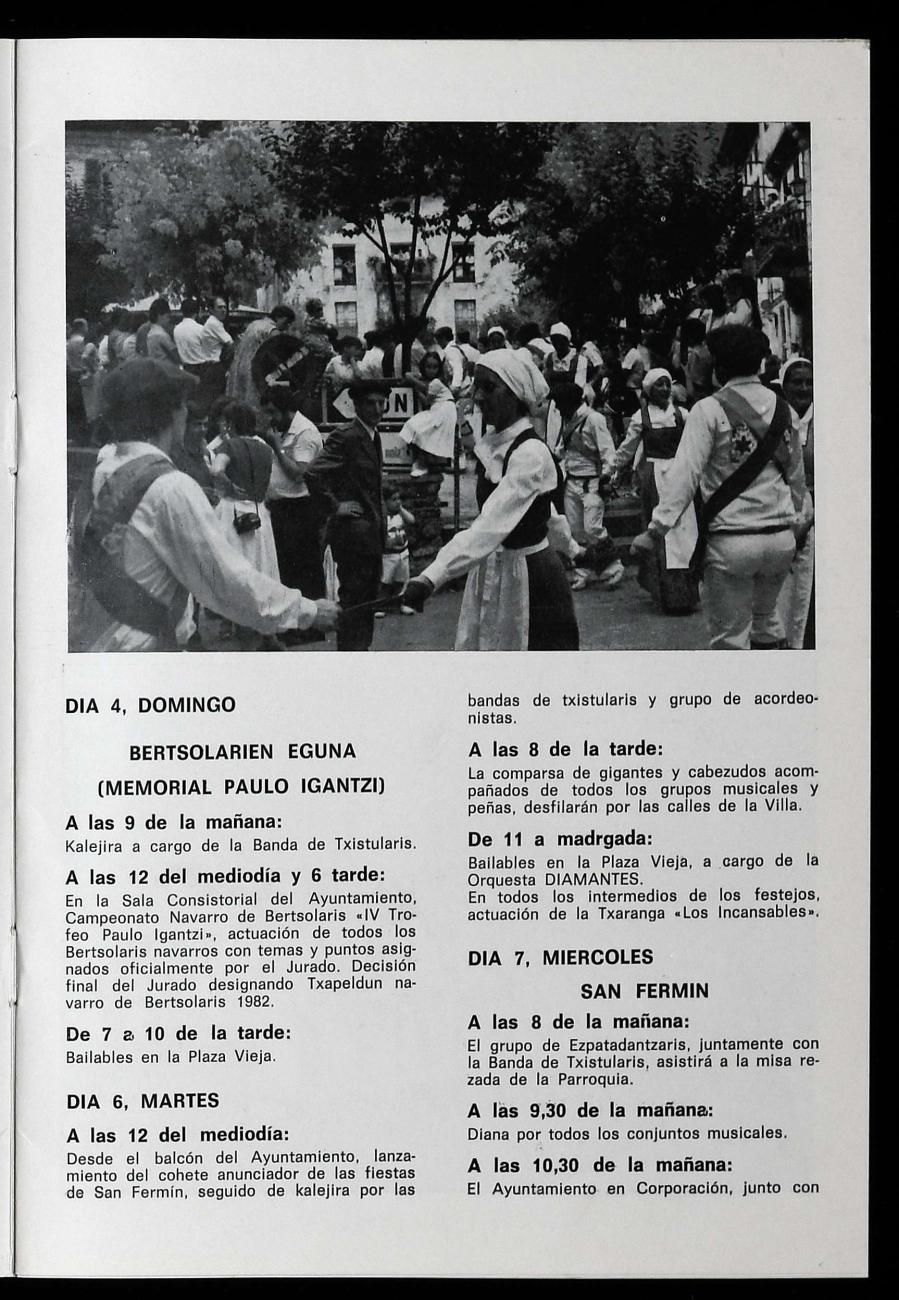 UN
DIA 4, DOMINGO
BERTSOLARIEN EGUNA
(MEMORIAL PAULO IGANTZI)
A las 9 de la mañana:
Kalejira a cargo de la Banda de Txistularis.
A las 12 del mediodía y 6 tarde:
En la Sala Consistorial del Ayuntamiento,
Campeonato Navarro de Bertsolaris «IV Tro-
feo Paulo Igantzi», actuación de todos los
Bertsolaris navarros con temas y puntos asig-
nados oficialmente por el Jurado. Decisión
final del Jurado designando Txapeldun na-
varro de Bertsolaris 1982.
De 7 a 10 de la tarde:
Bailables en la Plaza Vieja.
DIA 6, MARTES
A las 12 del mediodía:
Desde el balcón del Ayuntamiento, lanza-
miento del cohete anunciador de las fiestas
de San Fermín, seguido de kalejira por las
bandas de txistularis y grupo de acordeo-
nistas.
A las 8 de la tarde:
La comparsa de gigantes y cabezudos acom-
pañados de todos los grupos musicales y
peñas, desfilarán por las calles de la Villa.
De 11 a madrgada:
Bailables en la Plaza Vieja, a cargo de la
Orquesta DIAMANTES.
En todos los intermedios de los festejos,
actuación de la Txaranga «Los Incansables».
DIA 7, MIERCOLES
SAN FERMIN
A las 8 de la mañana:
El grupo de Ezpatadantzaris, juntamente con
la Banda de Txistularis, asistirá a la misa re-
zada de la Parroquia.
A las 9,30 de la mañana:
Diana por todos los conjuntos musicales.
A las 10,30 de la mañana:
El Ayuntamiento en Corporación, junto con